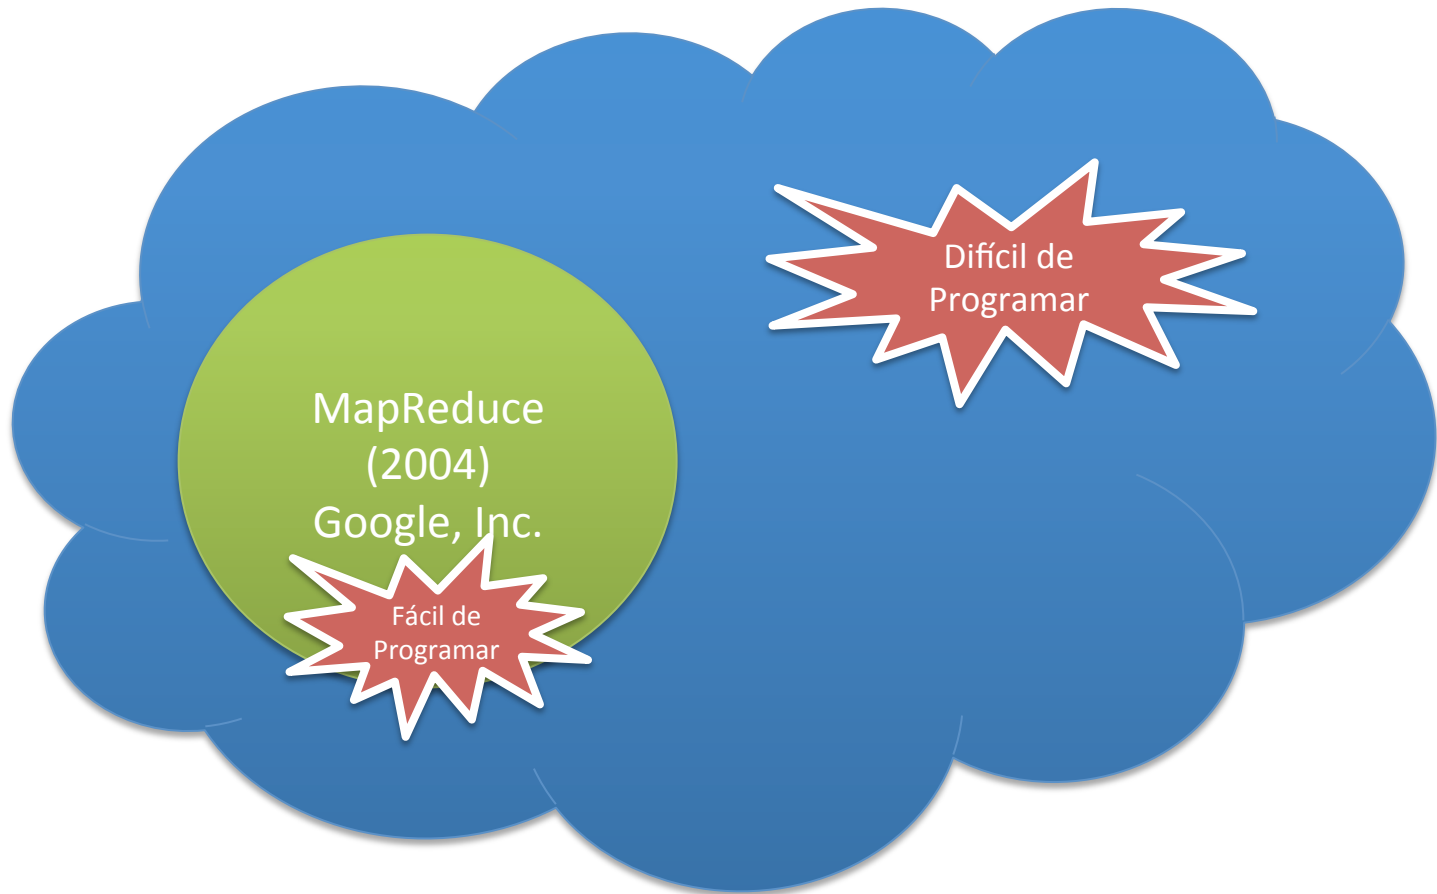 Difícil de
Programar
MapReduce
(2004)
Google, Inc.
Fácil de
Programar